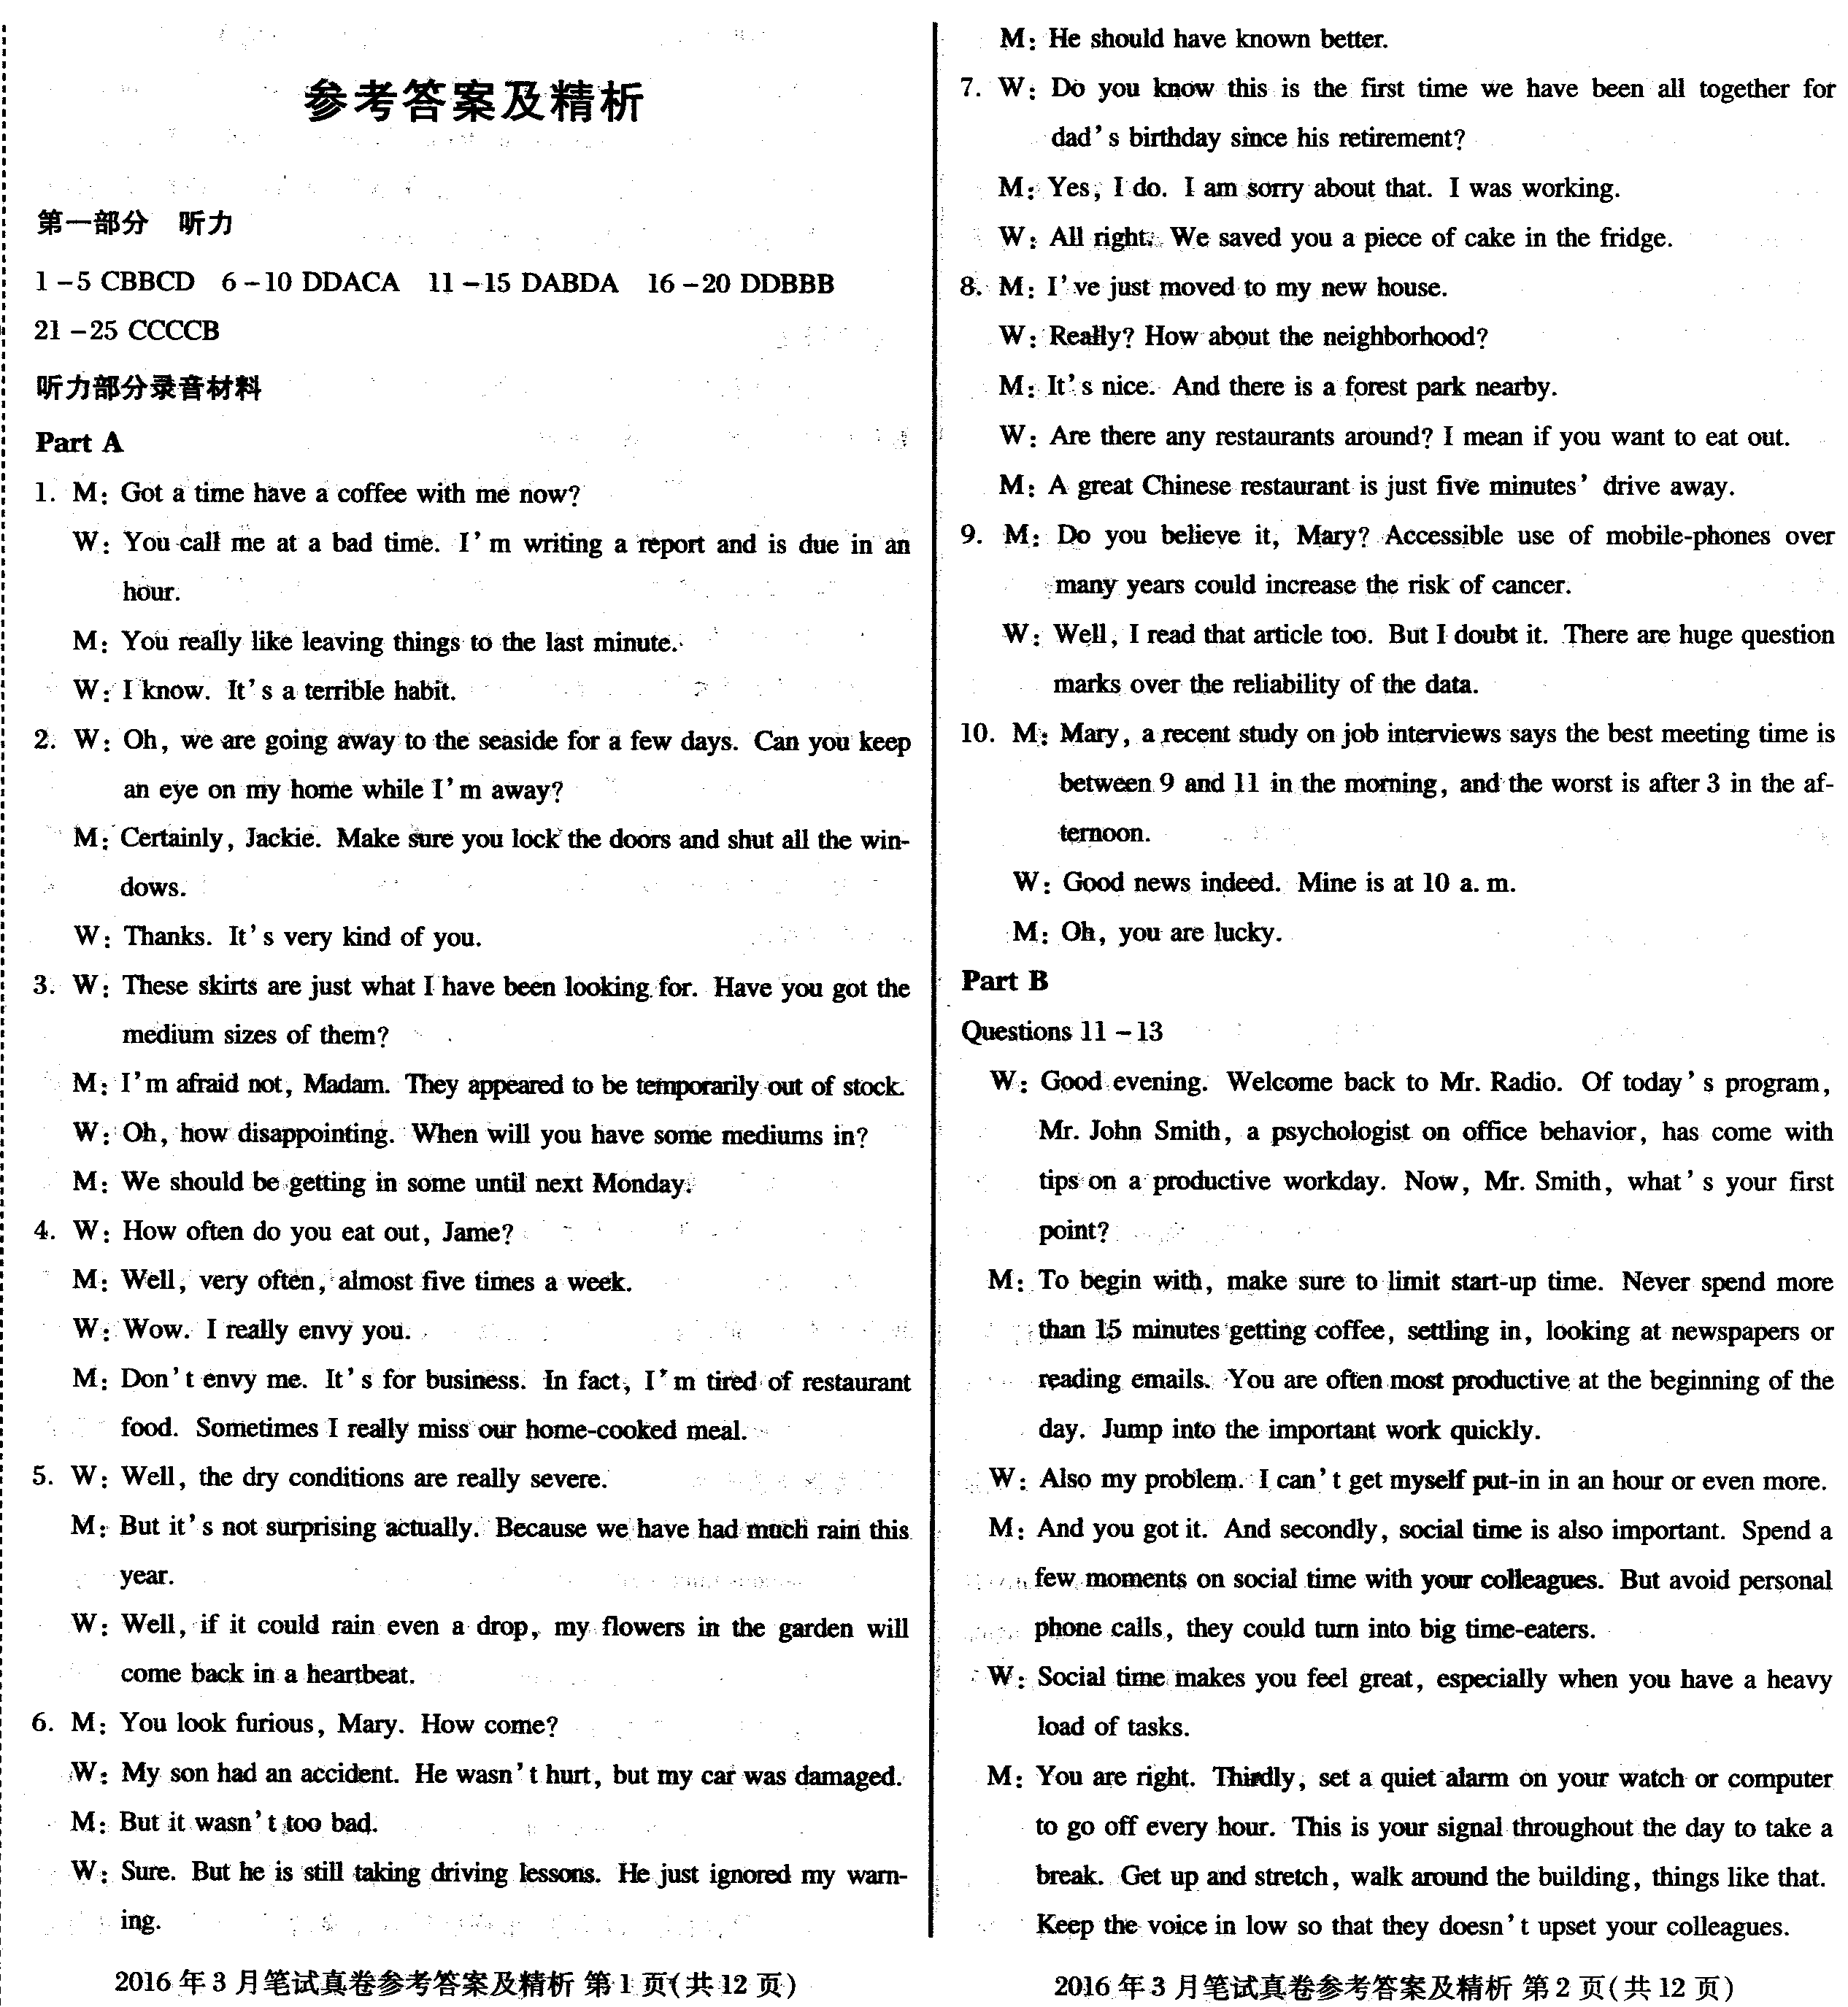 参考答案及精析
第一部分 听力
1-5 CBBCD 6-10 DDACA 11-15 DABDA 16-20 DDBBB
21-25 CCCCB
听力部分录音材料
Part A
1. M: Got a time have a coffee with me now?
W: You call me at a bad time. I'm writing a report and is due in an
hour.
M: You really like leaving things to the last minute.
W: I know. It's a terrible habit.
2. W: Oh, we are going away to the seaside for a few days. Can you keep
an eye on my home while I'm away?
M: Certainly, Jackie. Make sure you lock the doors and shut all the win-
dows.
W: Thanks. It's very kind of you.
3. W: These skirts are just what I have been looking for. Have you got the
medium sizes of them?
M: I'm afraid not, Madam. They appeared to be temporarily out of stock.
W: Oh, how disappointing. When will you have some mediums in?
M: We should be getting in some until next Monday.
4. W: How often do you eat out, Jame?
M: Well, very often, almost five times a week.
W: Wow. I really envy you.
M: Don't envy me. It's for business. In fact, I'm tired of restaurant
food. Sometimes I really miss our home-cooked meal.
5. W: Well, the dry conditions are really severe.
M: But it's not surprising actually. Because we have had much rain this
year.
W: Well, if it could rain even a drop, my flowers in the garden will
come back in a heartbeat.
6. M: You look furious, Mary. How come?
W: My son had an accident. He wasn't hurt, but my car was damaged.
M: But it wasn't too bad.
W: Sure. But he is still taking driving lessons. He just ignored my warn-
ing.
2016年3月笔试真卷参考答案及精析 第1页(共12页)
M: He should have known better.
7. W: Do you know this is the first time we have been all together for
dad's birthday since his retirement?
M: Yes, I do. I am sorry about that. I was working.
W: All right. We saved you a piece of cake in the fridge.
8. M: I've just moved to my new house.
W: Really? How about the neighborhood?
M: It's nice. And there is a forest park nearby.
W: Are there any restaurants around? I mean if you want to eat out.
M: A great Chinese restaurant is just five minutes' drive away.
9. M: Do you believe it, Mary? Accessible use of mobile-phones over
many years could increase the risk of cancer.
W: Well, I read that article too. But I doubt it. There are huge question
marks over the reliability of the data.
10. M: Mary, a recent study on job interviews says the best meeting time is
between 9 and 11 in the morning, and the worst is after 3 in the af-
ternoon.
W: Good news indeed. Mine is at 10 a.m.
M: Oh, you are lucky.
Part B
Questions 11-13
W: Good evening. Welcome back to Mr. Radio. Of today's program,
Mr. John Smith, a psychologist on office behavior, has come with
tips on a productive workday. Now, Mr. Smith, what's your first
point?
M: To begin with, make sure to limit start-up time. Never spend more
than 15 minutes getting coffee, settling in, looking at newspapers or
reading emails. You are often most productive at the beginning of the
day. Jump into the important work quickly.
W: Also my problem. I can't get myself put-in in an hour or even more.
M: And you got it. And secondly, social time is also important. Spend a
few moments on social time with your colleagues. But avoid personal
phone calls, they could turn into big time-eaters.
W: Social time makes you feel great, especially when you have a heavy
load of tasks.
M: You are right. Thirdly, set a quiet alarm on your watch or computer
to go off every hour. This is your signal throughout the day to take a
break. Get up and stretch, walk around the building, things like that.
Keep the voice in low so that they doesn't upset your colleagues.
2016年3月笔试真卷参考答案及精析 第2页(共12页)